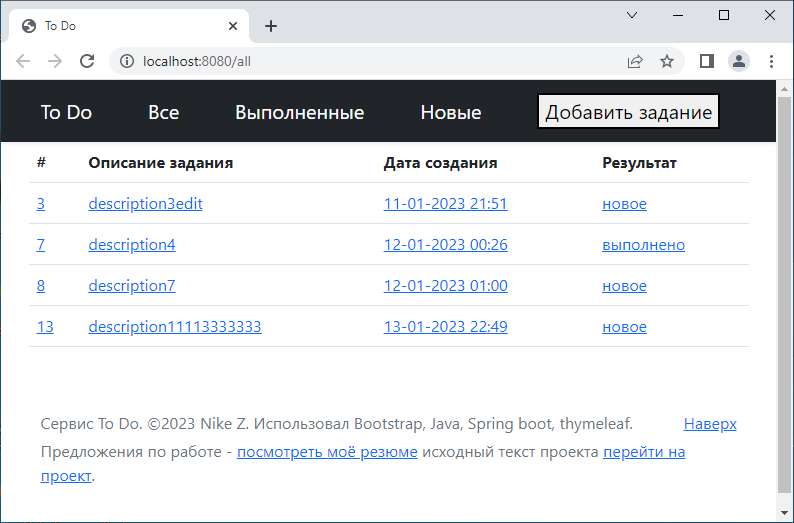 To Do
localhost:8080/all
To Do Все Выполненные Новые Добавить задание
# Описание задания Дата создания Результат
3 description3edit 11-01-2023 21:51 новое
7 description4 12-01-2023 00:26 выполнено
8 description7 12-01-2023 01:00 новое
13 description11113333333 13-01-2023 22:49 новое
Сервис To Do. ©2023 Nike Z. Использовал Bootstrap, Java, Spring boot, thymeleaf. Наверх
Предложения по работе - посмотреть моё резюме исходный текст проекта перейти на
проект.